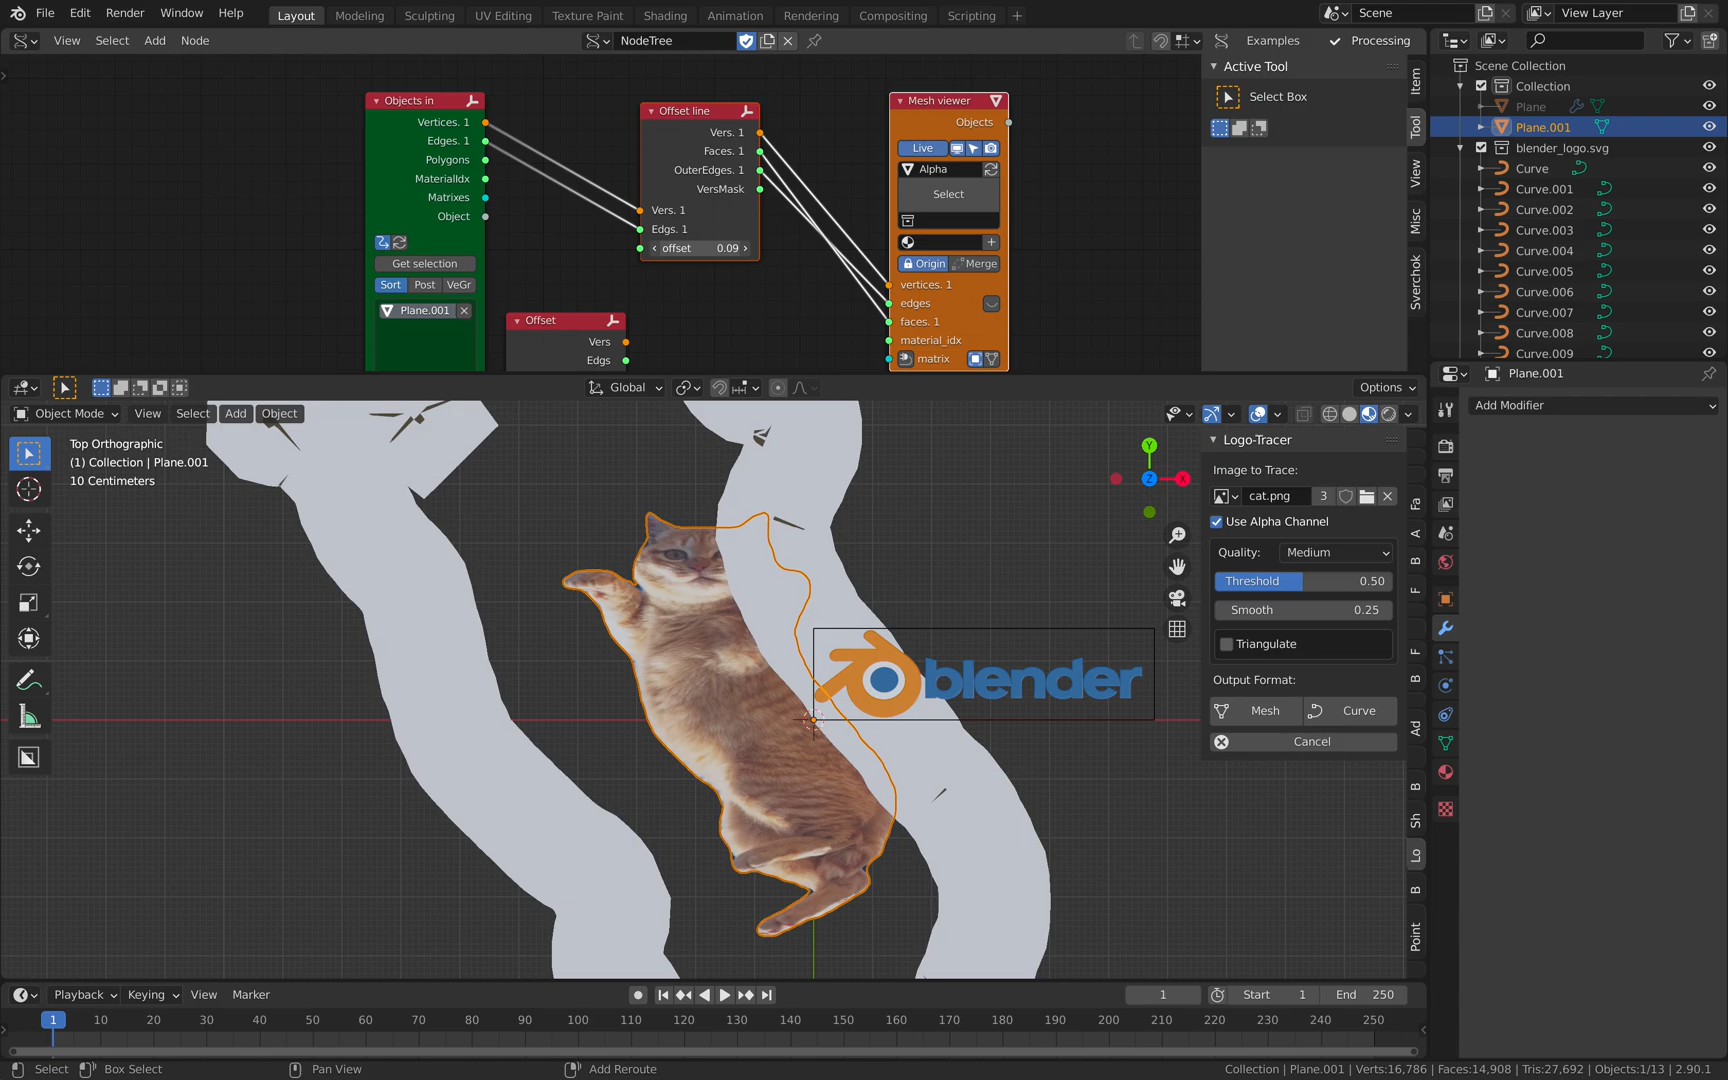 File Edit Render Window Help Layout Modeling Sculpting UV Editing Texture Paint Shading Animation Rendering Compositing Scripting + Scene View Layer
View Select Add Node NodeTree Examples Processing
Objects in
Vertices. 1
Edges. 1
Polygons
MaterialIdx
Matrixes
Object
Get selection
Sort Post VeGr
Plane.001
Offset line
Vers. 1
Faces. 1
OuterEdges. 1
VersMask
Vers. 1
Edgs. 1
offset 0.09
Offset
Vers
Edgs
Mesh viewer
Objects
Live
Alpha
Select
Origin Merge
vertices. 1
edges
faces. 1
material_idx
matrix
Active Tool
Select Box
Item
Tool
View
Misc
Sverchok
Scene Collection
Collection
Plane
Plane.001
blender_logo.svg
Curve
Curve.001
Curve.002
Curve.003
Curve.004
Curve.005
Curve.006
Curve.007
Curve.008
Curve.009
Global Options
Object Mode View Select Add Object
Top Orthographic
(1) Collection | Plane.001
10 Centimeters
Y
Z
X
blender
Logo-Tracer
Image to Trace:
cat.png 3
Use Alpha Channel
Quality: Medium
Threshold 0.50
Smooth 0.25
Triangulate
Output Format:
Mesh Curve
Cancel
Fa
A
B
F
F
B
Ad
B
Sh
Lo
B
Point
Plane.001
Add Modifier
Playback Keying View Marker 1 Start 1 End 250
1 10 20 30 40 50 60 70 80 90 100 110 120 130 140 150 160 170 180 190 200 210 220 230 240 250
Select Box Select Pan View Add Reroute Collection | Plane.001 | Verts:16,786 | Faces:14,908 | Tris:27,692 | Objects:1/13 | 2.90.1